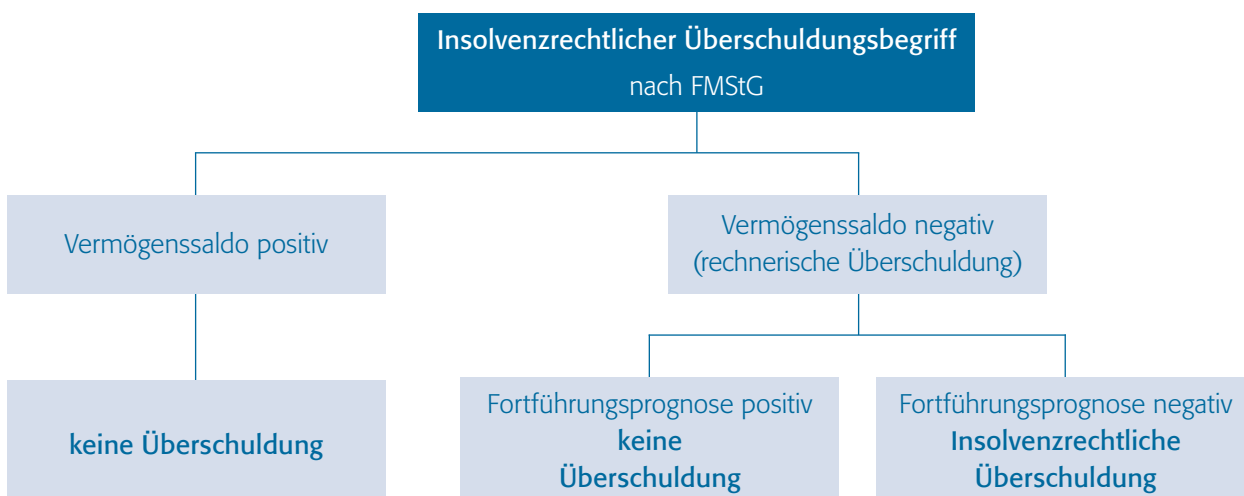 Insolvenzrechtlicher Überschuldungsbegriff
nach FMStG
Vermögenssaldo positiv
Vermögenssaldo negativ
(rechnerische Überschuldung)
keine Überschuldung
Fortführungsprognose positiv
keine
Überschuldung
Fortführungsprognose negativ
Insolvenzrechtliche
Überschuldung